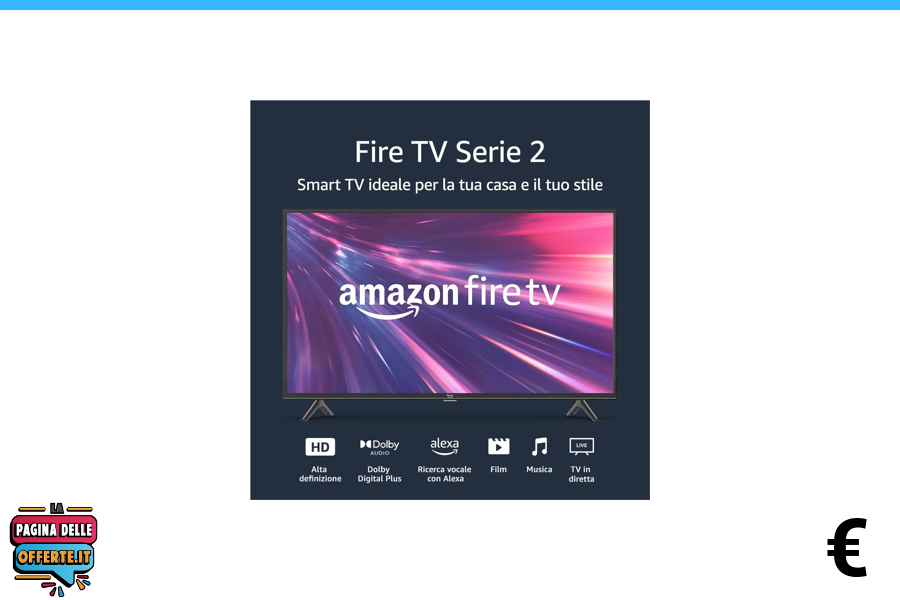 Fire TV Serie 2
Smart TV ideale per la tua casa e il tuo stile
amazon fire tv
HD
Dolby
AUDIO
alexa
LIVE
Alta
definizione
Dolby
Digital Plus
Ricerca vocale
con Alexa
Film
Musica
TV in
diretta
LA
PAGINA DELLE
OFFERTE.IT
€